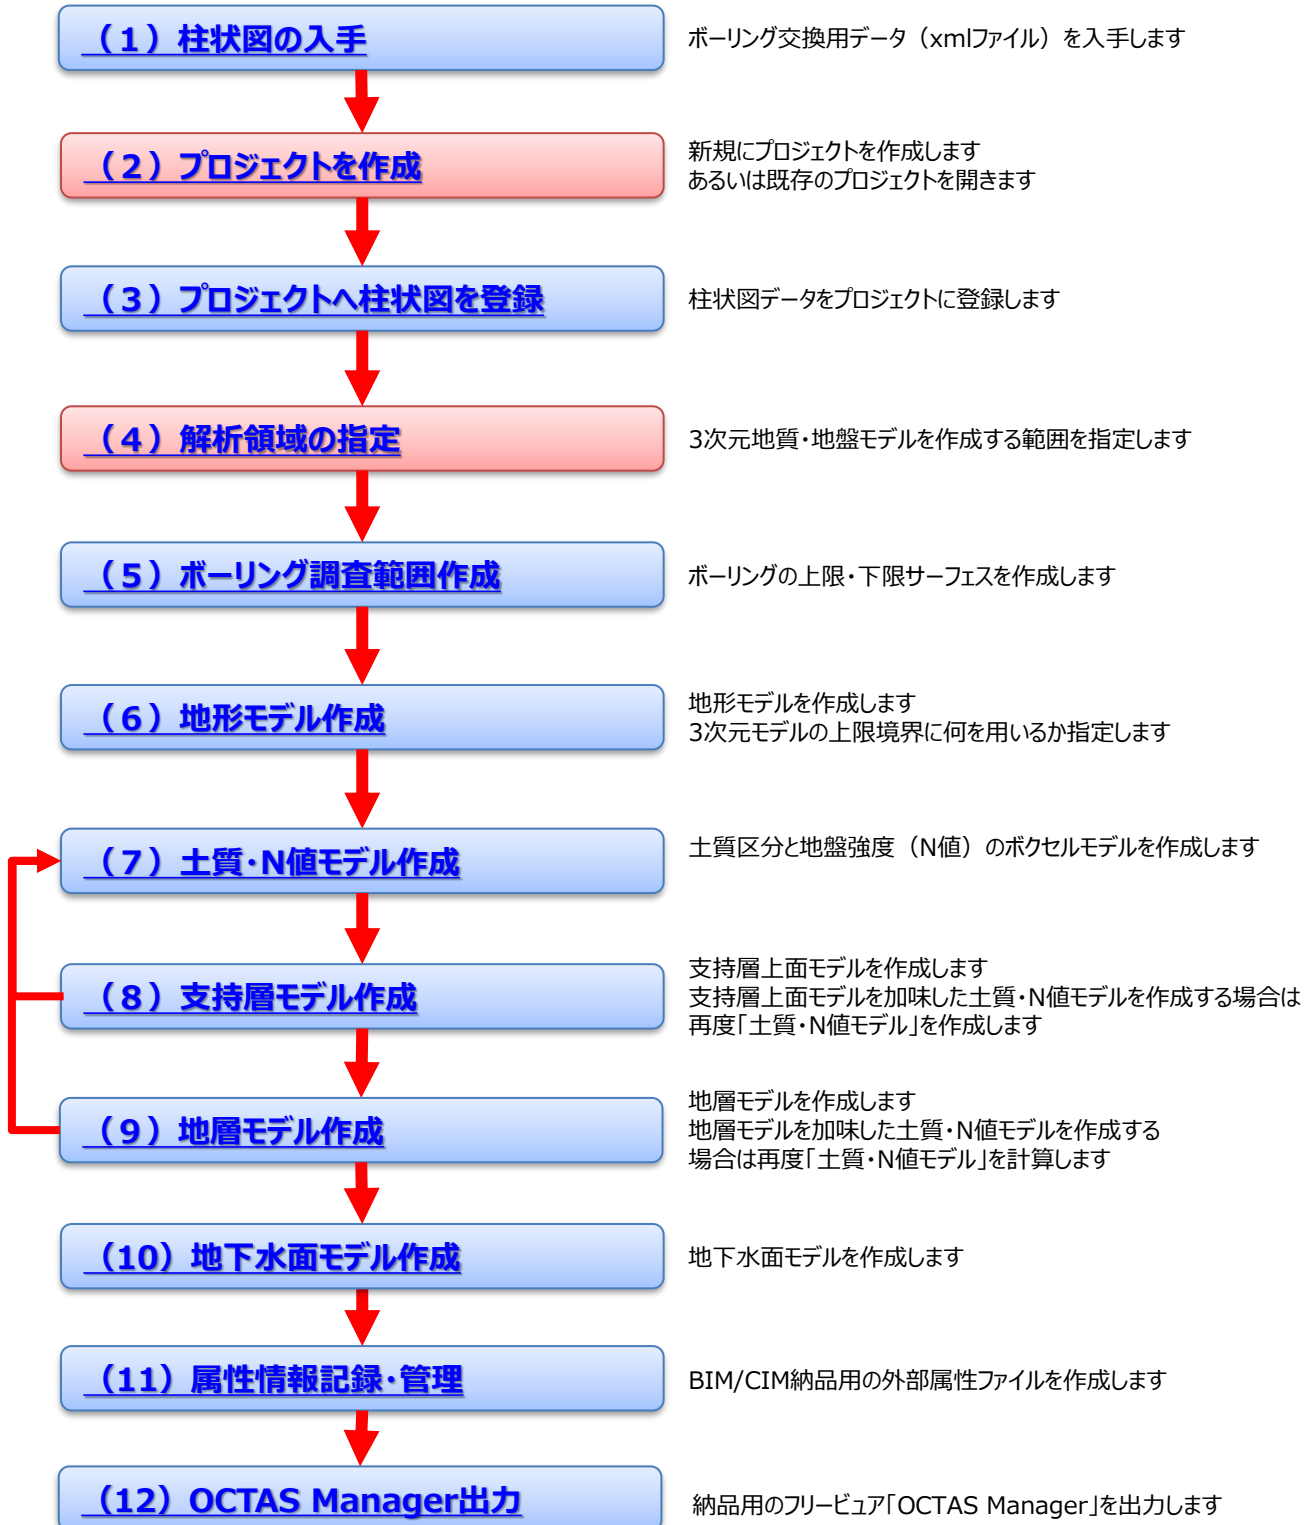 （1）柱状図の入手
ボーリング交換用データ（xmlファイル）を入手します
（2）プロジェクトを作成
新規にプロジェクトを作成します
あるいは既存のプロジェクトを開きます
（3）プロジェクトへ柱状図を登録
柱状図データをプロジェクトに登録します
（4）解析領域の指定
3次元地質・地盤モデルを作成する範囲を指定します
（5）ボーリング調査範囲作成
ボーリングの上限・下限サーフェスを作成します
（6）地形モデル作成
地形モデルを作成します
3次元モデルの上限境界に何を用いるか指定します
（7）土質・N値モデル作成
土質区分と地盤強度（N値）のボクセルモデルを作成します
（8）支持層モデル作成
支持層上面モデルを作成します
支持層上面モデルを加味した土質・N値モデルを作成する場合は
再度「土質・N値モデル」を作成します
（9）地層モデル作成
地層モデルを作成します
地層モデルを加味した土質・N値モデルを作成する
場合は再度「土質・N値モデル」を計算します
（10）地下水面モデル作成
地下水面モデルを作成します
（11）属性情報記録・管理
BIM/CIM納品用の外部属性ファイルを作成します
（12）OCTAS Manager出力
納品用のフリービュア「OCTAS Manager」を出力します